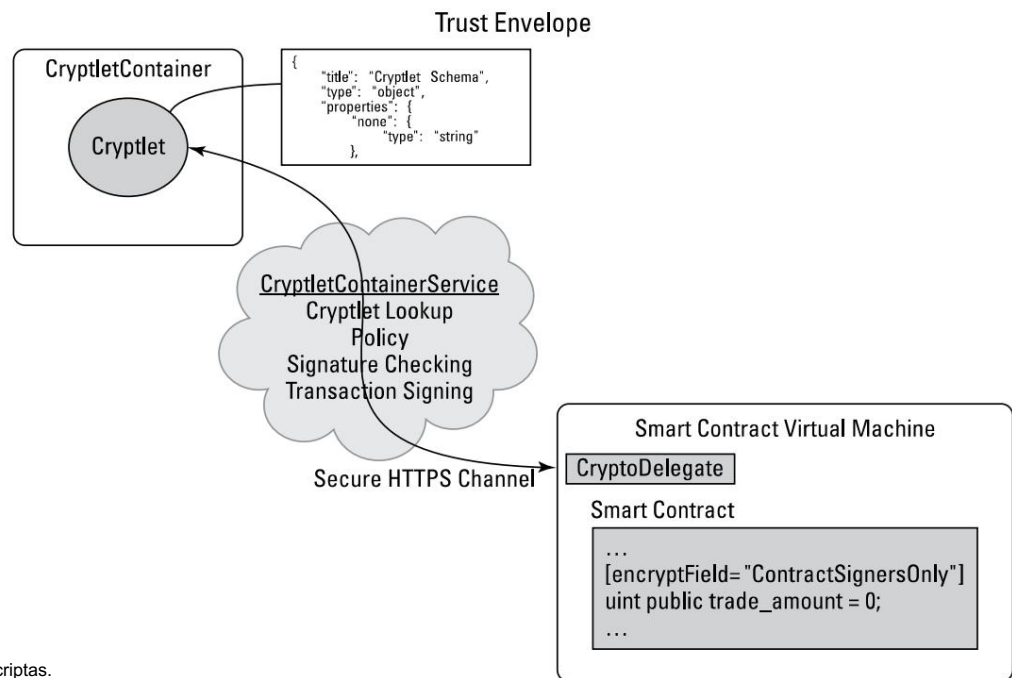 Trust Envelope
CryptletContainer
Cryptlet
{
"title": "Cryptlet Schema",
"type": "object",
"properties": {
"none": {
"type": "string"
},
CryptletContainerService
Cryptlet Lookup
Policy
Signature Checking
Transaction Signing
Secure HTTPS Channel
Smart Contract Virtual Machine
CryptoDelegate
Smart Contract
...
[encryptField="ContractSignersOnly"]
uint public trade_amount = 0;
...
criptas.